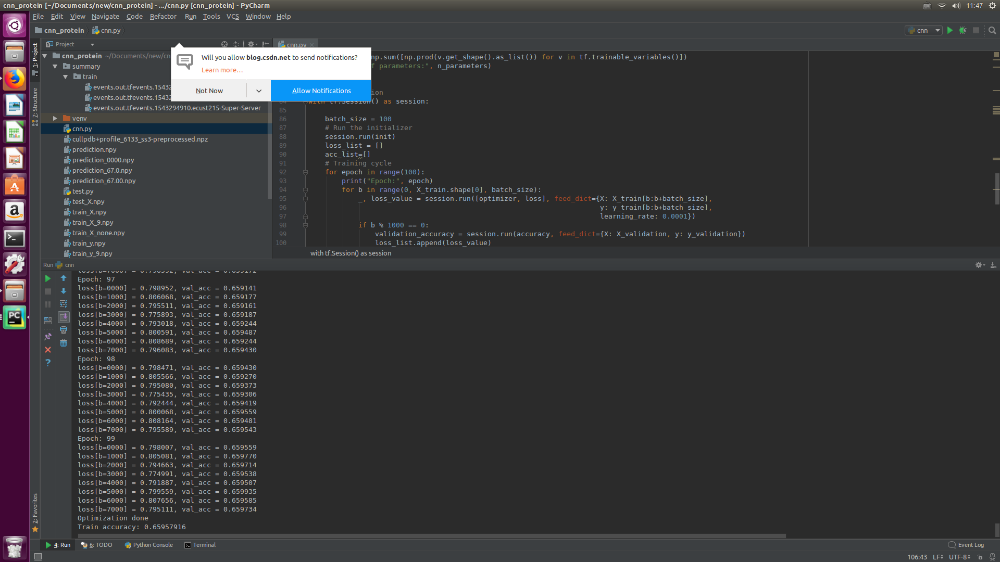 cnn_protein [~/Documents/new/cnn_protein] - .../cnn.py [cnn_protein] - PyCharm
11:47
File Edit View Navigate Code Refactor Run Tools VCS Window Help
cnn_protein cnn.py
cnn
Project
cnn.py
1: Project
7: Structure
2: Favorites
cnn_protein ~/Documents/new/cn
summary
train
events.out.tfevents.15432
events.out.tfevents.15432
events.out.tfevents.1543294910.ecust215-Super-Server
venv
cnn.py
cullpdb+profile_6133_ss3-preprocessed.npz
prediction.npy
prediction_0000.npy
prediction_67.0.npy
prediction_67.00.npy
test.py
test_X.npy
train_X.npy
train_X_9.npy
train_X_none.npy
train_y.npy
train_y_9.npy
Will you allow blog.csdn.net to send notifications?
Learn more...
Not Now
Allow Notifications
np.sum([np.prod(v.get_shape().as_list()) for v in tf.trainable_variables()])
f parameters:", n_parameters)
ion
84 with tf.Session() as session:
85
86 batch_size = 100
87 # Run the initializer
88 session.run(init)
89 loss_list = []
90 acc_list=[]
91 # Training cycle
92 for epoch in range(100):
93 print("Epoch:", epoch)
94 for b in range(0, X_train.shape[0], batch_size):
95 _, loss_value = session.run([optimizer, loss], feed_dict={X: X_train[b:b+batch_size],
96 y: y_train[b:b+batch_size],
97 learning_rate: 0.0001})
98 if b % 1000 == 0:
99 validation_accuracy = session.run(accuracy, feed_dict={X: X_validation, y: y_validation})
100 loss_list.append(loss_value)
with tf.Session() as session
Run cnn
loss[b=7000] = 0.796592, val_acc = 0.659172
Epoch: 97
loss[b=0000] = 0.798952, val_acc = 0.659141
loss[b=1000] = 0.806068, val_acc = 0.659177
loss[b=2000] = 0.795511, val_acc = 0.659161
loss[b=3000] = 0.775893, val_acc = 0.659187
loss[b=4000] = 0.793018, val_acc = 0.659244
loss[b=5000] = 0.800591, val_acc = 0.659487
loss[b=6000] = 0.808689, val_acc = 0.659244
loss[b=7000] = 0.796083, val_acc = 0.659430
Epoch: 98
loss[b=0000] = 0.798471, val_acc = 0.659430
loss[b=1000] = 0.805566, val_acc = 0.659270
loss[b=2000] = 0.795080, val_acc = 0.659373
loss[b=3000] = 0.775435, val_acc = 0.659306
loss[b=4000] = 0.792444, val_acc = 0.659419
loss[b=5000] = 0.800068, val_acc = 0.659559
loss[b=6000] = 0.808164, val_acc = 0.659481
loss[b=7000] = 0.795589, val_acc = 0.659543
Epoch: 99
loss[b=0000] = 0.798007, val_acc = 0.659559
loss[b=1000] = 0.805081, val_acc = 0.659770
loss[b=2000] = 0.794663, val_acc = 0.659714
loss[b=3000] = 0.774991, val_acc = 0.659538
loss[b=4000] = 0.791887, val_acc = 0.659507
loss[b=5000] = 0.799559, val_acc = 0.659935
loss[b=6000] = 0.807656, val_acc = 0.659585
loss[b=7000] = 0.795111, val_acc = 0.659734
Optimization done
Train accuracy: 0.65957916
4: Run 6: TODO Python Console Terminal Event Log
106:43 LF UTF-8